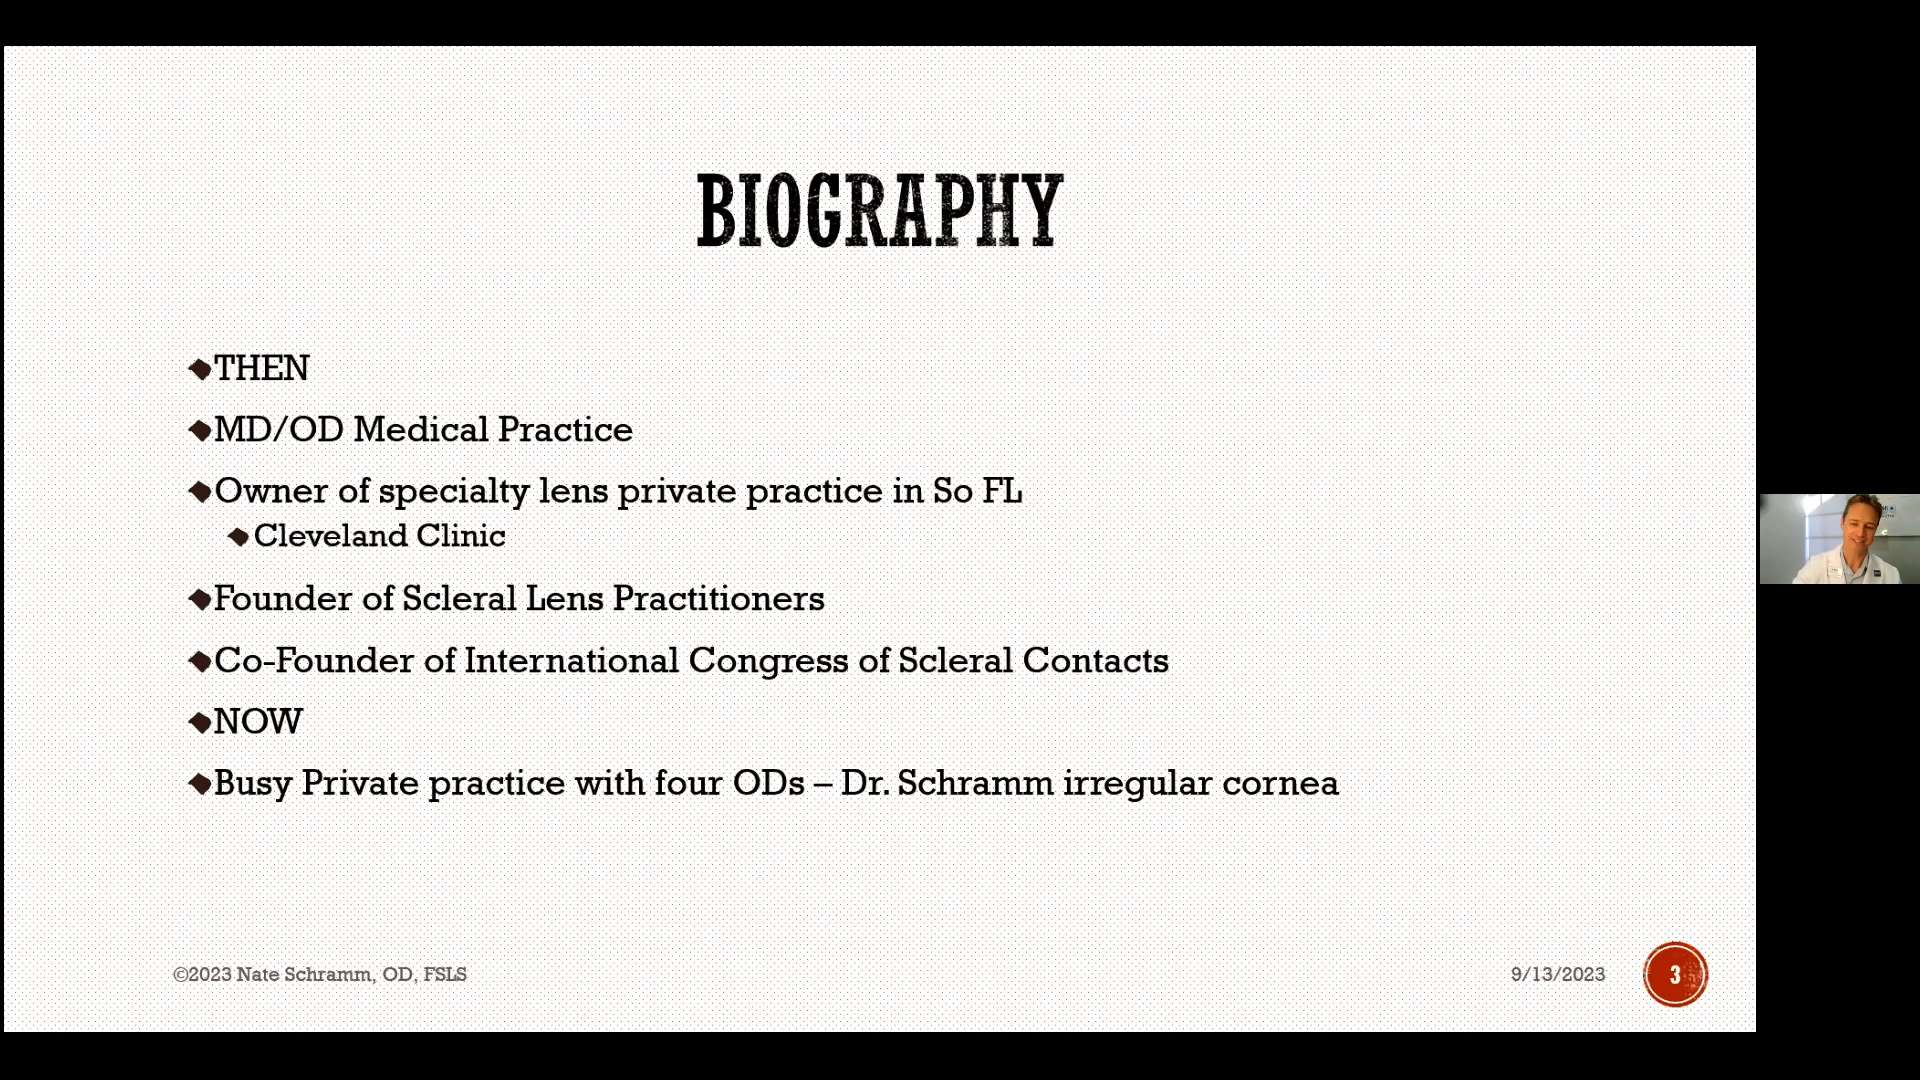 BIOGRAPHY
THEN
MD/OD Medical Practice
Owner of specialty lens private practice in So FL
Cleveland Clinic
Founder of Scleral Lens Practitioners
Co-Founder of International Congress of Scleral Contacts
NOW
Busy Private practice with four ODs – Dr. Schramm irregular cornea
©2023 Nate Schramm, OD, FSLS
9/13/2023
3